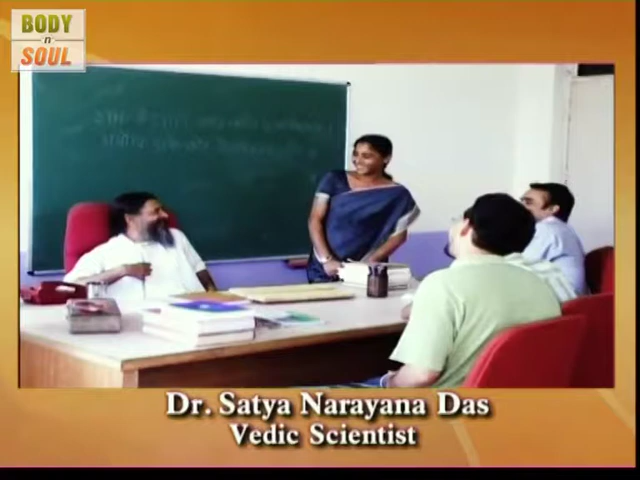 BODY
'n'
SOUL
Dr. Satya Narayana Das
Vedic Scientist